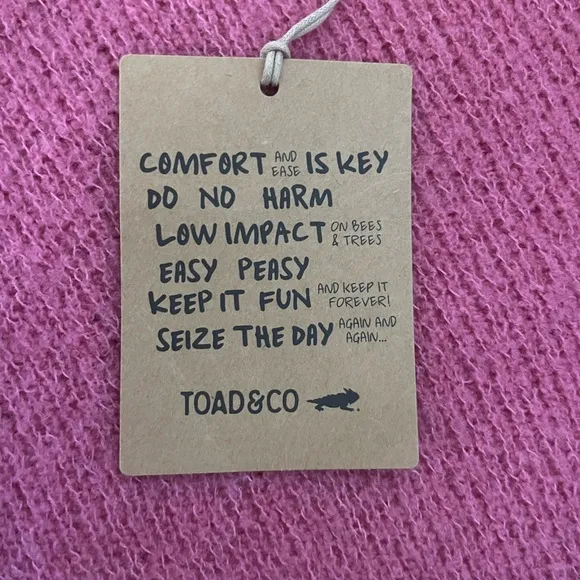 COMFORT AND EASE IS KEY
DO NO HARM
LOW IMPACT ON BEES & TREES
EASY PEASY
KEEP IT FUN AND KEEP IT FOREVER!
SEIZE THE DAY AGAIN AND AGAIN...
TOAD&CO